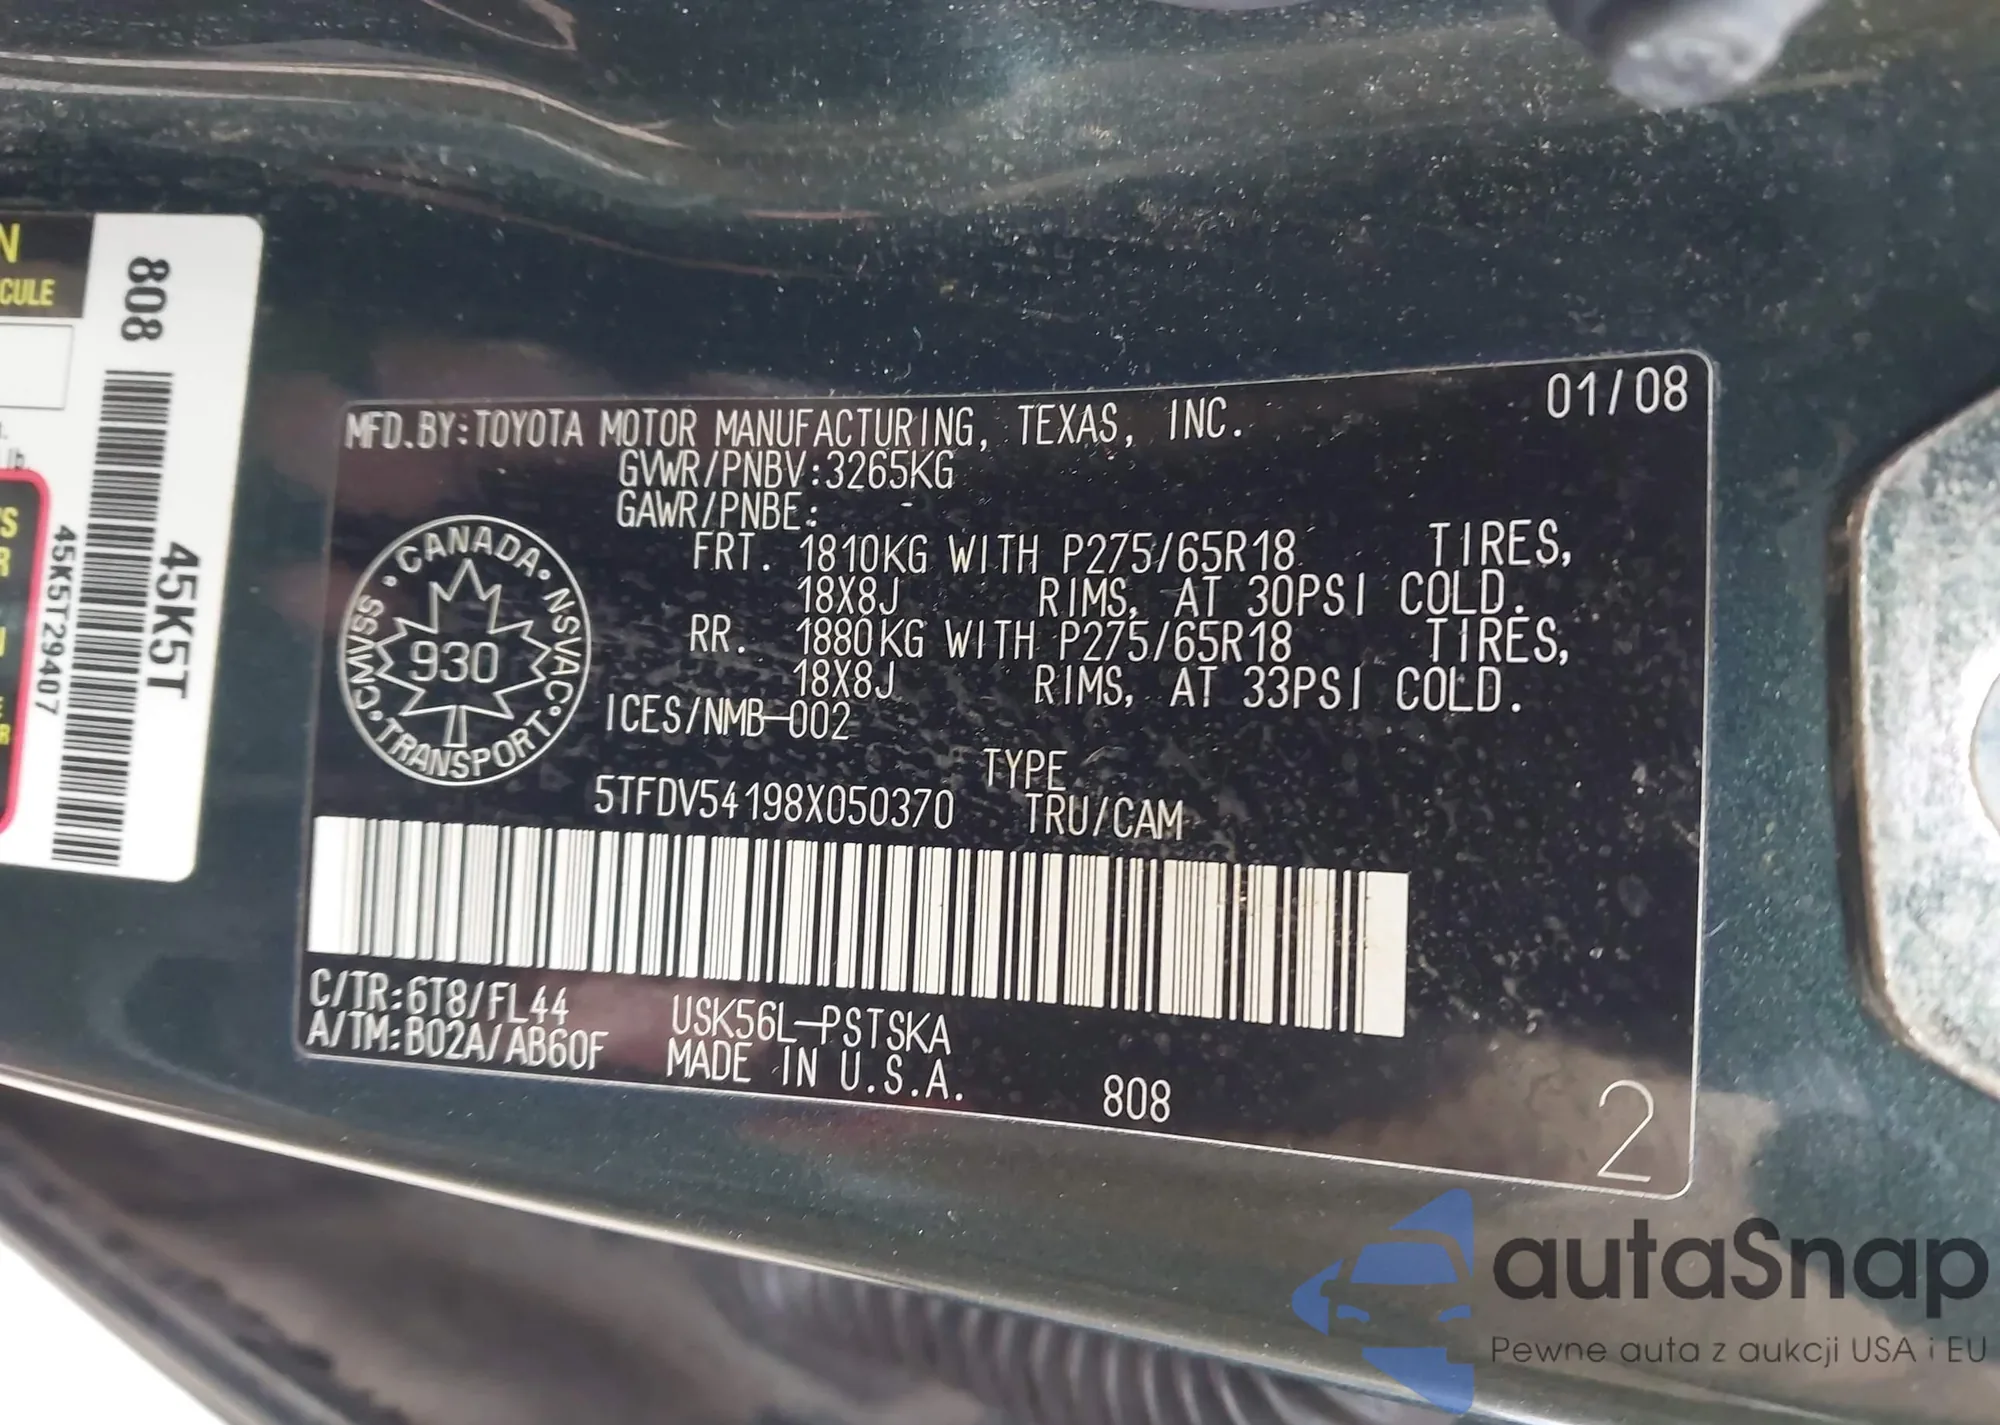 N
CULE
808
45K5T
45K5T29407
lb
01/08
MFD.BY:TOYOTA MOTOR MANUFACTURING, TEXAS, INC.
GVWR/PNBV:3265KG
GAWR/PNBE:
FRT. 1810KG WITH P275/65R18 TIRES,
18X8J RIMS, AT 30PSI COLD.
RR. 1880KG WITH P275/65R18 TIRES,
18X8J RIMS, AT 33PSI COLD.
ICES/NMB-002
CANADA • NSVAC • TRANSPORT • CMVSS •
930
TYPE
5TFDV54198X050370 TRU/CAM
C/TR:6T8/FL44 USK56L-PSTSKA
A/TM:B02A/AB60F MADE IN U.S.A.
808
2
autaSnap
Pewne auta z aukcji USA i EU